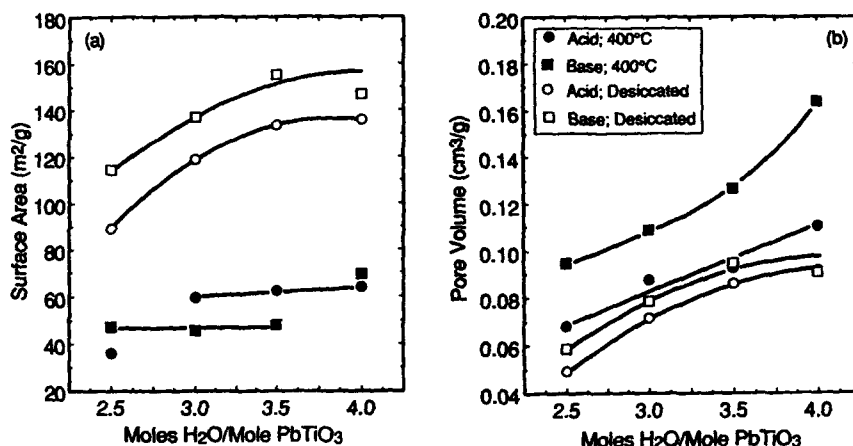 (a)
Surface Area (m²/g)
160
140
120
100
80
60
40
20
2.5 3.0 3.5 4.0
Moles H₂O/Mole PbTiO₃
(b)
Acid; 400°C
Base; 400°C
Acid; Desiccated
Base; Desiccated
Pore Volume (cm³/g)
0.20
0.18
0.16
0.14
0.12
0.10
0.08
0.06
0.04
2.5 3.0 3.5 4.0
Moles H₂O/Mole PbTiO₃